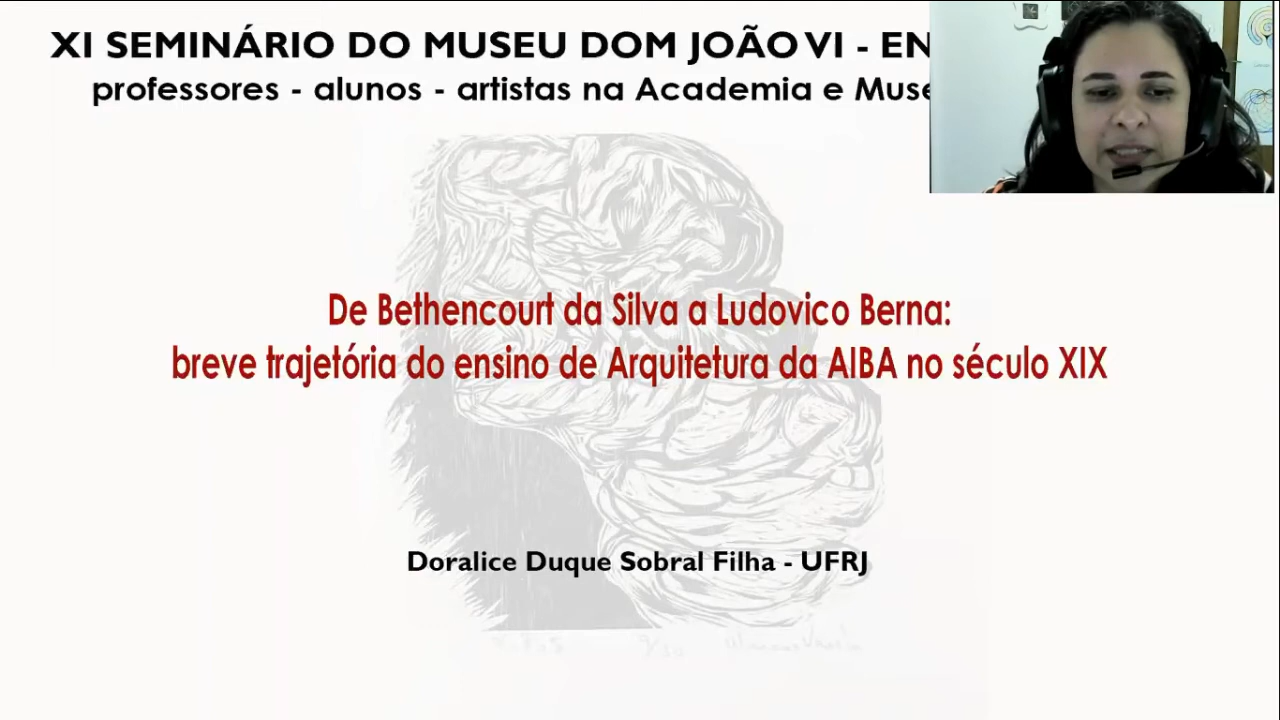 XI SEMINÁRIO DO MUSEU DOM JOÃO VI - EN
professores - alunos - artistas na Academia e Muse
De Bethencourt da Silva a Ludovico Berna:
breve trajetória do ensino de Arquitetura da AIBA no século XIX
Doralice Duque Sobral Filha - UFRJ